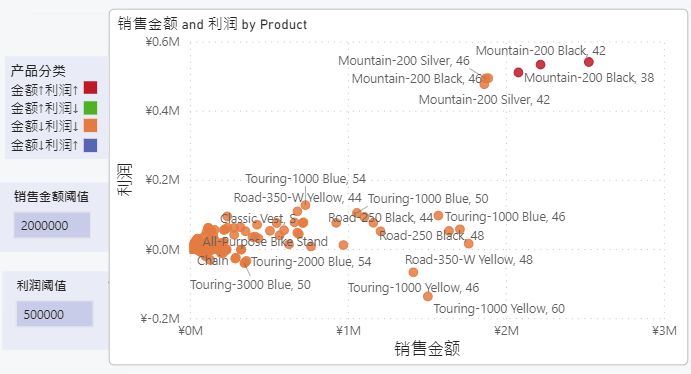 销售金额 and 利润 by Product
产品分类
金额↑利润↑
金额↑利润↓
金额↓利润↓
金额↓利润↑
销售金额阈值
2000000
利润阈值
500000
利润
¥0.6M
¥0.4M
¥0.2M
¥0.0M
¥-0.2M
Mountain-200 Black, 42
Mountain-200 Silver, 46
Mountain-200 Black, 46
Mountain-200 Black, 38
Mountain-200 Silver, 42
Touring-1000 Blue, 54
Road-350-W Yellow, 44
Touring-1000 Blue, 50
Classic Vest, S
Road-250 Black, 44
Touring-1000 Blue, 46
All-Purpose Bike Stand
Road-250 Black, 48
Chain
Touring-2000 Blue, 54
Road-350-W Yellow, 48
Touring-3000 Blue, 50
Touring-1000 Yellow, 46
Touring-1000 Yellow, 60
¥0M
¥1M
¥2M
¥3M
销售金额